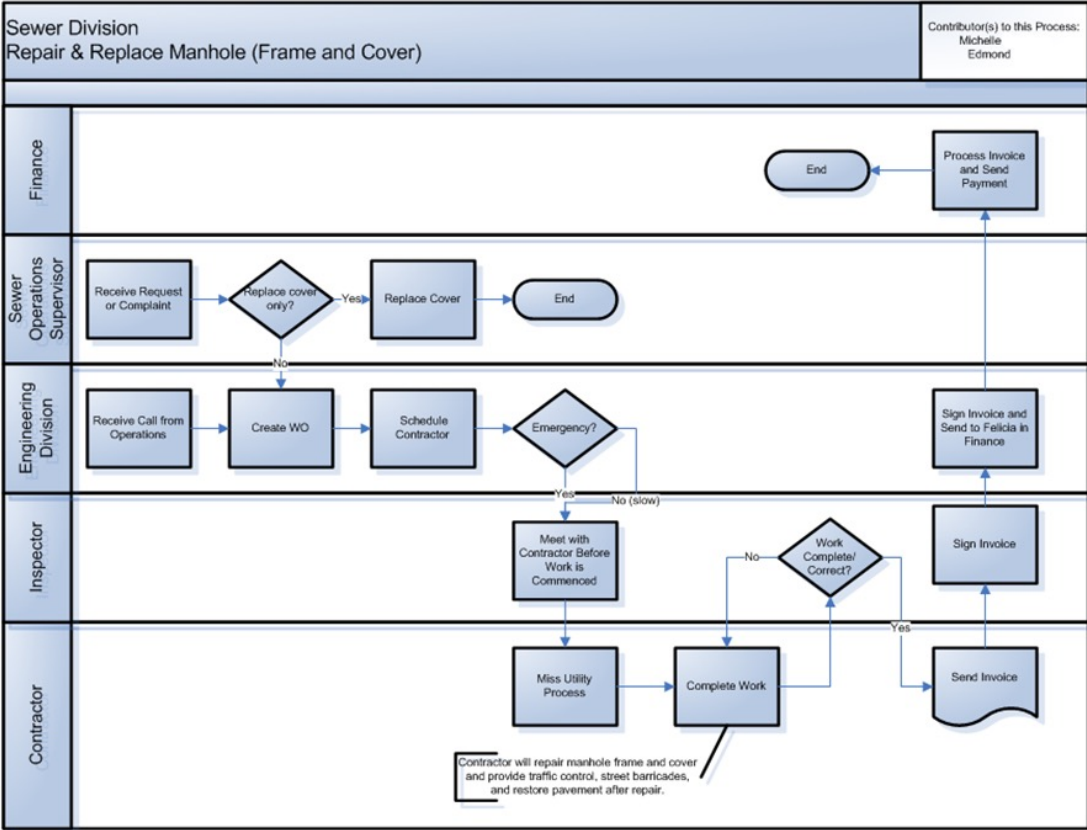 Sewer Division
Repair & Replace Manhole (Frame and Cover)
Contributor(s) to this Process:
Michelle
Edmond
Finance
End
Process Invoice
and Send
Payment
Sewer
Operations
Supervisor
Receive Request
or Complaint
Replace cover
only?
Yes
Replace Cover
End
No
Engineering
Division
Receive Call from
Operations
Create WO
Schedule
Contractor
Emergency?
Sign Invoice and
Send to Felicia in
Finance
Yes
No (slow)
Inspector
Meet with
Contractor Before
Work is
Commenced
No
Work
Complete/
Correct?
Sign Invoice
Yes
Contractor
Miss Utility
Process
Complete Work
Send Invoice
Contractor will repair manhole frame and cover
and provide traffic control, street barricades,
and restore pavement after repair.